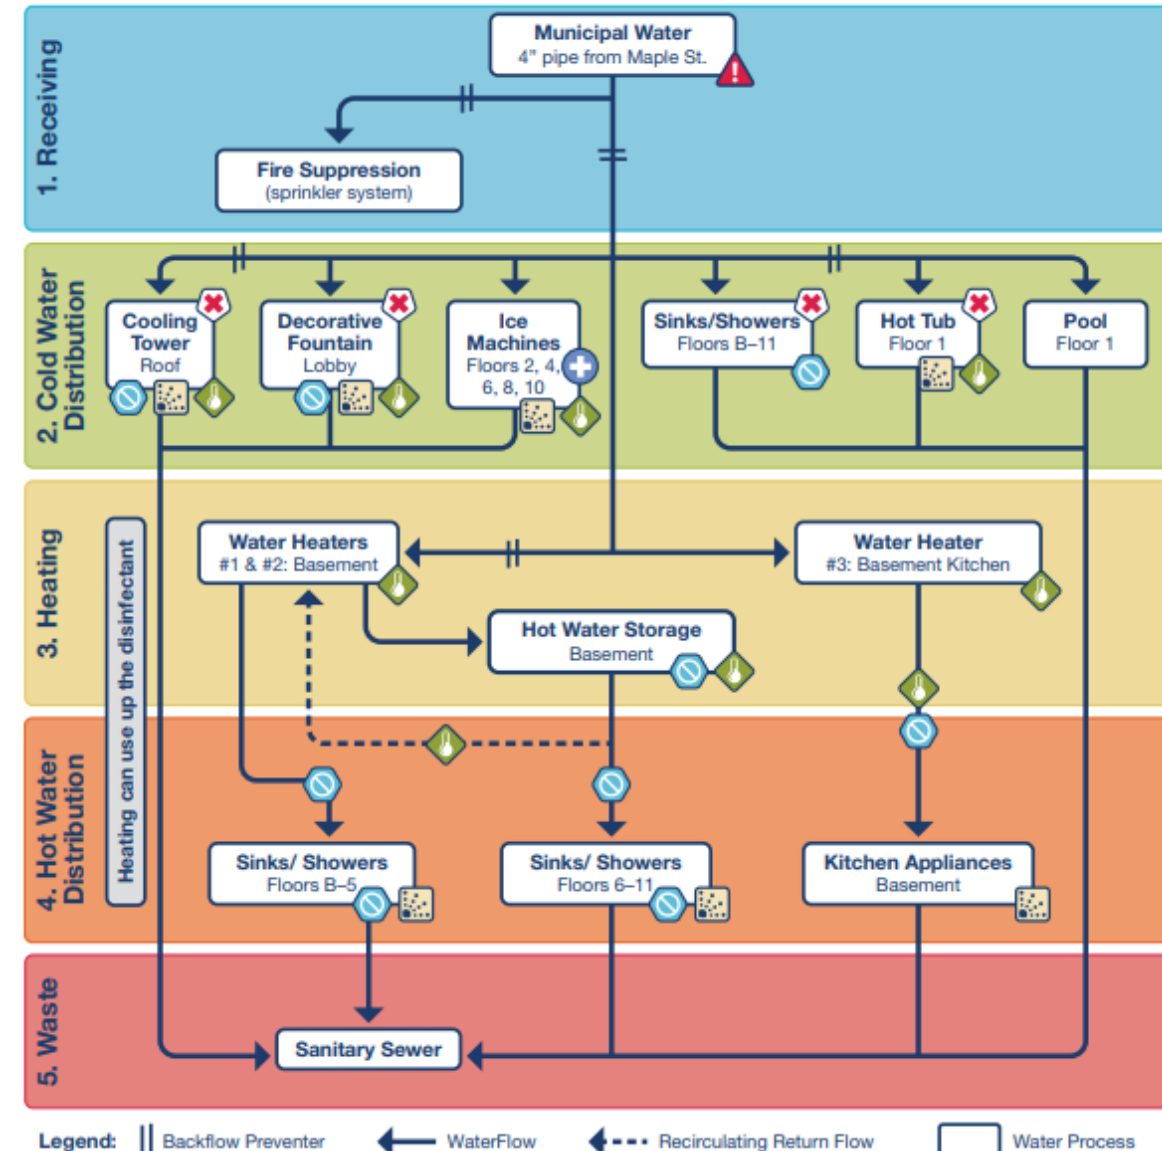 1. Receiving
Municipal Water
4” pipe from Maple St.
Fire Suppression
(sprinkler system)
2. Cold Water
Distribution
Cooling
Tower
Roof
Decorative
Fountain
Lobby
Ice
Machines
Floors 2, 4,
6, 8, 10
Sinks/Showers
Floors B–11
Hot Tub
Floor 1
Pool
Floor 1
3. Heating
Heating can use up the disinfectant
Water Heaters
#1 & #2: Basement
Water Heater
#3: Basement Kitchen
Hot Water Storage
Basement
4. Hot Water
Distribution
Sinks/ Showers
Floors B–5
Sinks/ Showers
Floors 6–11
Kitchen Appliances
Basement
5. Waste
Sanitary Sewer
Legend: Backflow Preventer WaterFlow Recirculating Return Flow Water Process